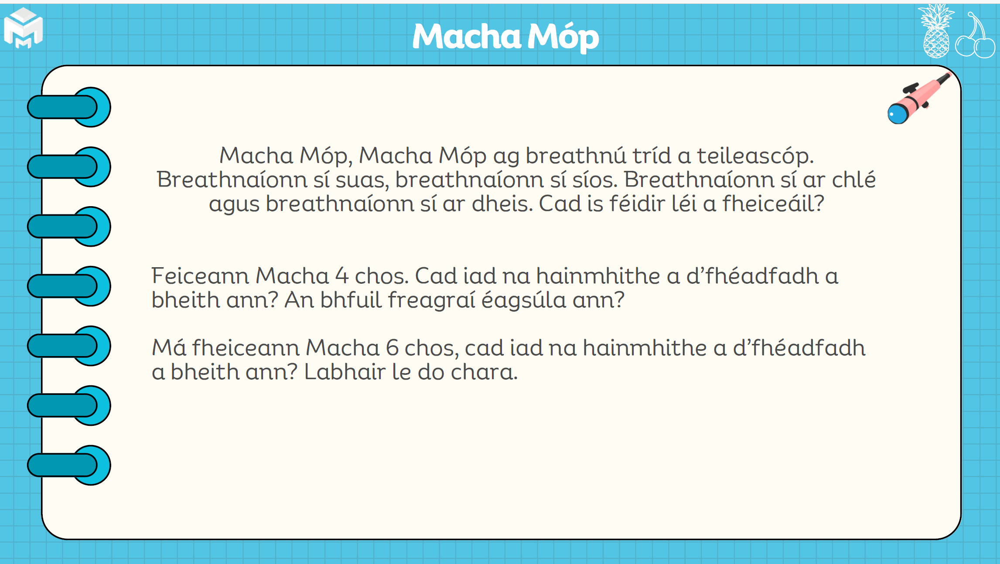 Macha Móp
Macha Móp, Macha Móp ag breathnú tríd a teileascóp.
Breathnaíonn sí suas, breathnaíonn sí síos. Breathnaíonn sí ar chlé
agus breathnaíonn sí ar dheis. Cad is féidir léi a fheiceáil?
Feiceann Macha 4 chos. Cad iad na hainmhithe a d’fhéadfadh a
bheith ann? An bhfuil freagraí éagsúla ann?
Má fheiceann Macha 6 chos, cad iad na hainmhithe a d’fhéadfadh
a bheith ann? Labhair le do chara.